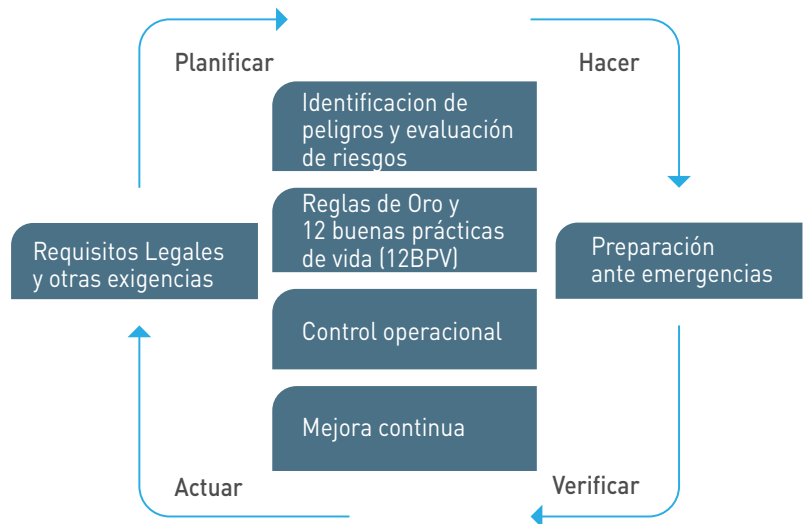 Planificar
Hacer
Identificacion de
peligros y evaluación
de riesgos
Reglas de Oro y
12 buenas prácticas
de vida (12BPV)
Requisitos Legales
y otras exigencias
Preparación
ante emergencias
Control operacional
Mejora continua
Actuar
Verificar